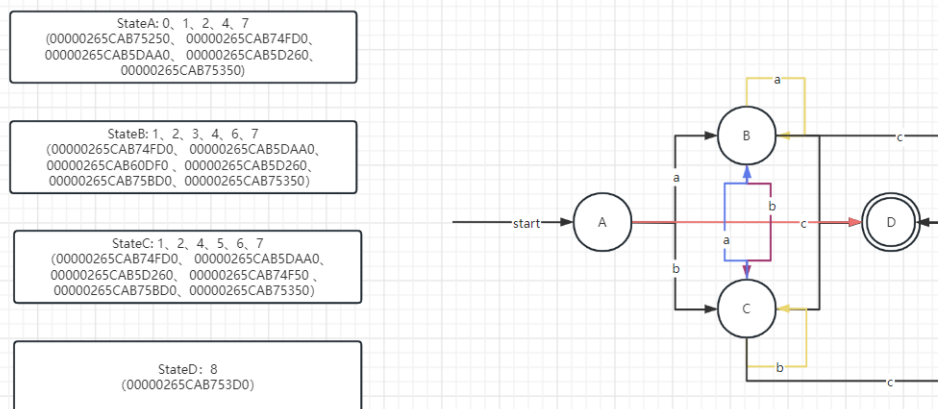 StateA: 0、1、2、4、7
(00000265CAB75250、 00000265CAB74FD0、
00000265CAB5DAA0、 00000265CAB5D260、
00000265CAB75350)
StateB: 1、2、3、4、6、7
(00000265CAB74FD0、 00000265CAB5DAA0、
00000265CAB60DF0 、00000265CAB5D260、
00000265CAB75BD0、00000265CAB75350)
StateC: 1、2、4、5、6、7
(00000265CAB74FD0、 00000265CAB5DAA0、
00000265CAB5D260、 00000265CAB74F50 、
00000265CAB75BD0、00000265CAB75350)
StateD：8
(00000265CAB753D0)
a
B
c
a
b
start
A
c
D
a
b
C
b
c